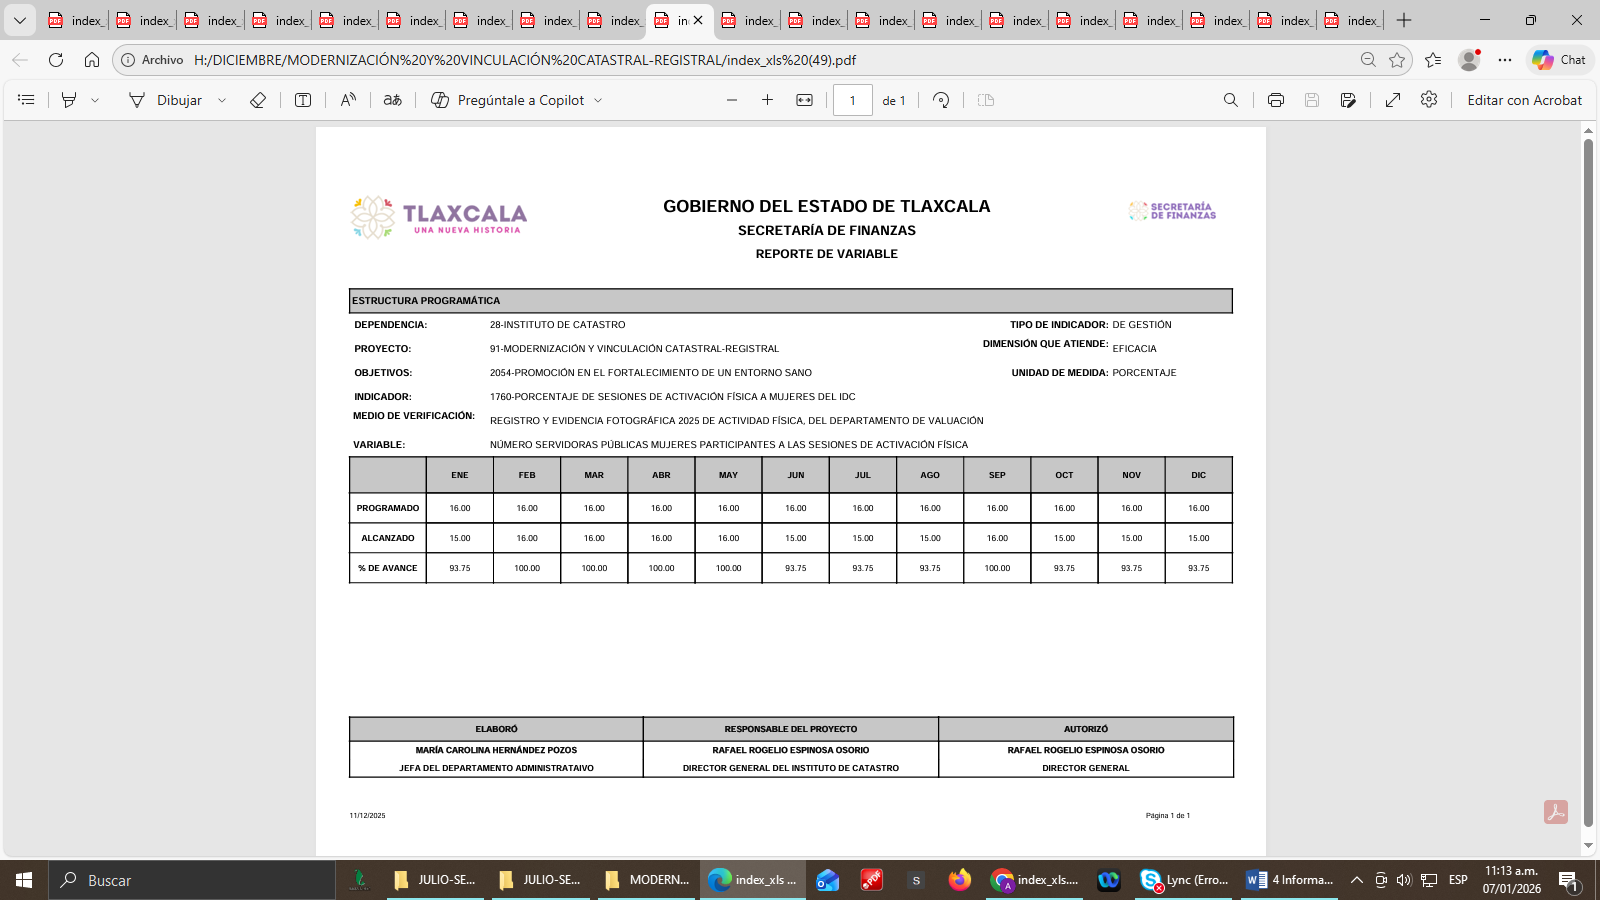 index_ index_ index_ index_ index_ index_ index_ index_ index_ in index_ index_ index_ index_ index_ index_ index_ index_ index_ index_
Archivo H:/DICIEMBRE/MODERNIZACIÓN%20Y%20VINCULACIÓN%20CATASTRAL-REGISTRAL/index_xls%20(49).pdf Chat
Dibujar Pregúntale a Copilot 1 de 1 Editar con Acrobat
TLAXCALA
UNA NUEVA HISTORIA
GOBIERNO DEL ESTADO DE TLAXCALA
SECRETARÍA DE FINANZAS
REPORTE DE VARIABLE
SECRETARÍA
DE FINANZAS
ESTRUCTURA PROGRAMÁTICA
DEPENDENCIA: 28-INSTITUTO DE CATASTRO TIPO DE INDICADOR: DE GESTIÓN
PROYECTO: 91-MODERNIZACIÓN Y VINCULACIÓN CATASTRAL-REGISTRAL DIMENSIÓN QUE ATIENDE: EFICACIA
OBJETIVOS: 2054-PROMOCIÓN EN EL FORTALECIMIENTO DE UN ENTORNO SANO UNIDAD DE MEDIDA: PORCENTAJE
INDICADOR: 1760-PORCENTAJE DE SESIONES DE ACTIVACIÓN FÍSICA A MUJERES DEL IDC
MEDIO DE VERIFICACIÓN: REGISTRO Y EVIDENCIA FOTOGRÁFICA 2025 DE ACTIVIDAD FÍSICA, DEL DEPARTAMENTO DE VALUACIÓN
VARIABLE: NÚMERO SERVIDORAS PÚBLICAS MUJERES PARTICIPANTES A LAS SESIONES DE ACTIVACIÓN FÍSICA
ENE FEB MAR ABR MAY JUN JUL AGO SEP OCT NOV DIC
PROGRAMADO 16.00 16.00 16.00 16.00 16.00 16.00 16.00 16.00 16.00 16.00 16.00 16.00
ALCANZADO 15.00 16.00 16.00 16.00 16.00 15.00 15.00 15.00 16.00 15.00 15.00 15.00
% DE AVANCE 93.75 100.00 100.00 100.00 100.00 93.75 93.75 93.75 100.00 93.75 93.75 93.75
ELABORÓ RESPONSABLE DEL PROYECTO AUTORIZÓ
MARÍA CAROLINA HERNÁNDEZ POZOS RAFAEL ROGELIO ESPINOSA OSORIO RAFAEL ROGELIO ESPINOSA OSORIO
JEFA DEL DEPARTAMENTO ADMINISTRATAIVO DIRECTOR GENERAL DEL INSTITUTO DE CATASTRO DIRECTOR GENERAL
11/12/2025 Página 1 de 1
Buscar JULIO-SE... JULIO-SE... MODERN... index_xls ... index_xls.... Lync (Erro... 4 Informa... ESP 11:13 a.m.
07/01/2026 1